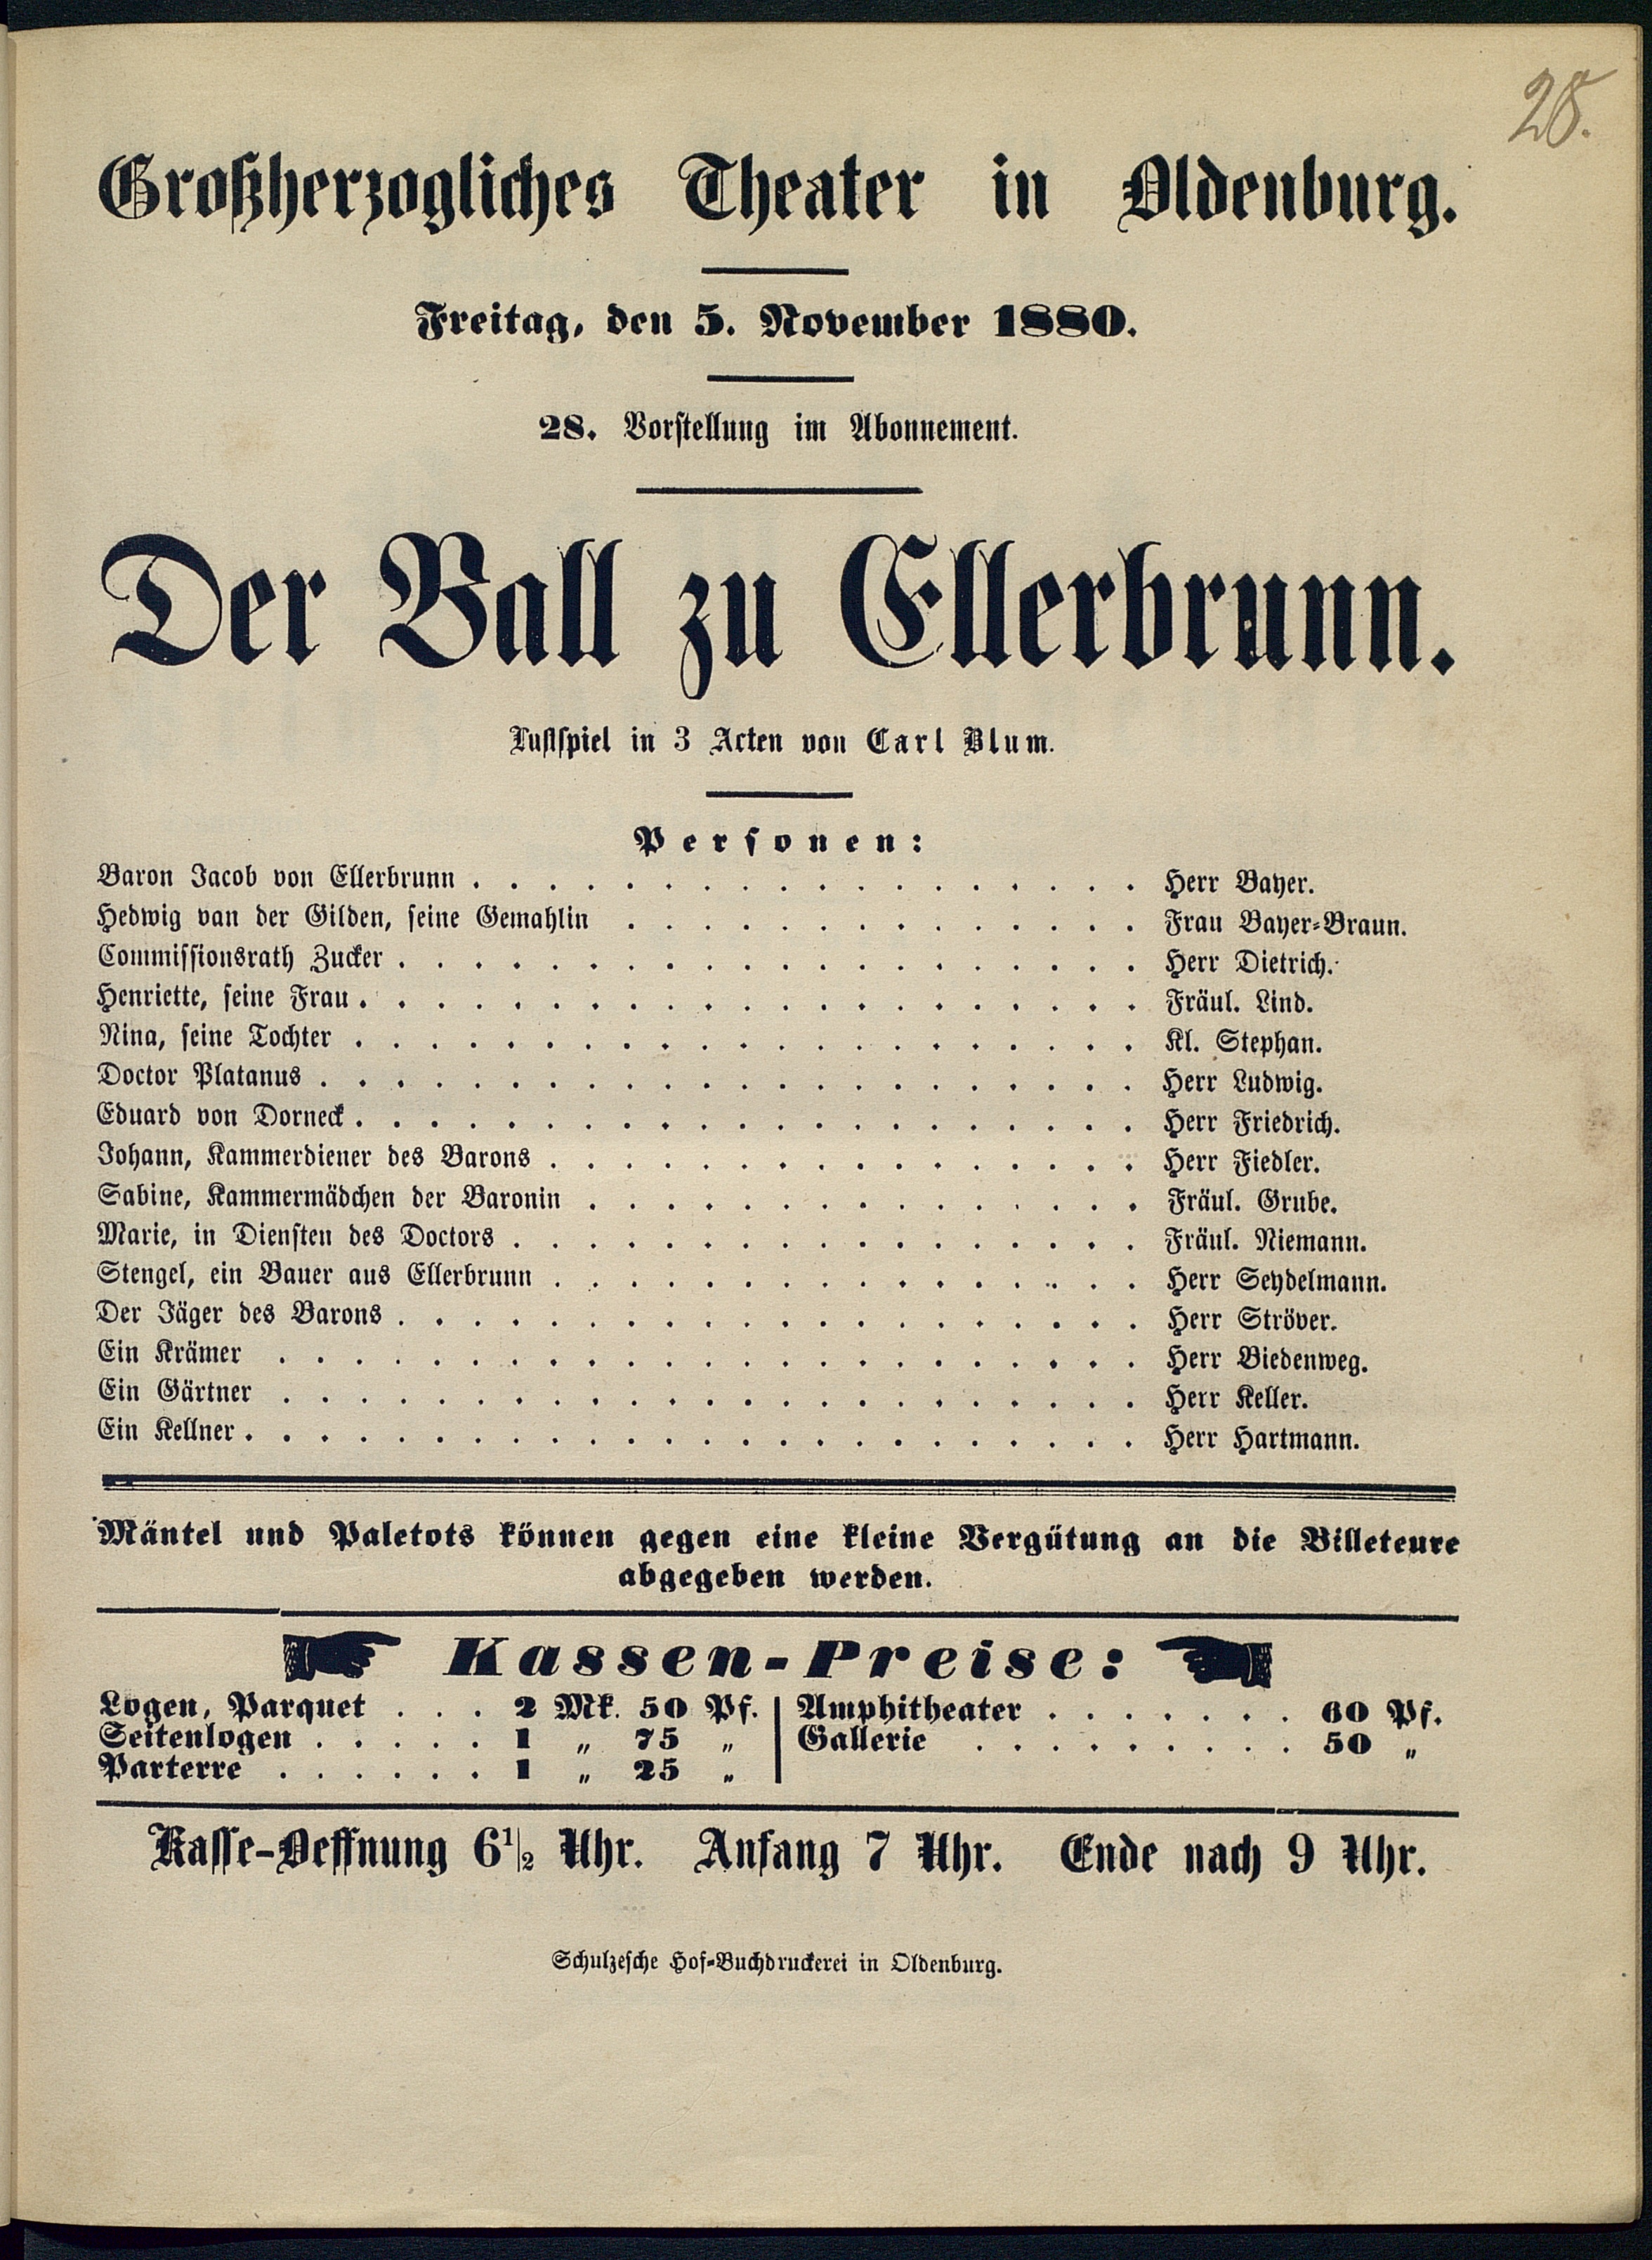 28.
Großherzogliches Theater in Oldenburg.
Freitag, den 5. November 1880.
28. Vorstellung im Abonnement.
Der Ball zu Ellerbrunn.
Lustspiel in 3 Acten von Carl Blum.
Personen:
Baron Jacob von Ellerbrunn . . . . . . . . . . . . . . . . . . Herr Bayer.
Hedwig van der Gilden, seine Gemahlin . . . . . . . . . . . . . . Frau Bayer-Braun.
Commissionsrath Zucker . . . . . . . . . . . . . . . . . . . . Herr Dietrich.
Henriette, seine Frau . . . . . . . . . . . . . . . . . . . . . Fräul. Lind.
Nina, seine Tochter . . . . . . . . . . . . . . . . . . . . . Kl. Stephan.
Doctor Platanus . . . . . . . . . . . . . . . . . . . . . . Herr Ludwig.
Eduard von Dorneck . . . . . . . . . . . . . . . . . . . . . Herr Friedrich.
Johann, Kammerdiener des Barons . . . . . . . . . . . . . . . . Herr Fiedler.
Sabine, Kammermädchen der Baronin . . . . . . . . . . . . . . . Fräul. Grube.
Marie, in Diensten des Doctors . . . . . . . . . . . . . . . . . Fräul. Niemann.
Stengel, ein Bauer aus Ellerbrunn . . . . . . . . . . . . . . . . Herr Seydelmann.
Der Jäger des Barons . . . . . . . . . . . . . . . . . . . . Herr Ströver.
Ein Krämer . . . . . . . . . . . . . . . . . . . . . . . Herr Biedenweg.
Ein Gärtner . . . . . . . . . . . . . . . . . . . . . . . Herr Keller.
Ein Kellner . . . . . . . . . . . . . . . . . . . . . . . . Herr Hartmann.
Mäntel und Paletots können gegen eine kleine Vergütung an die Billeteure
abgegeben werden.
Kassen-Preise:
Logen, Parquet . . . 2 Mk. 50 Pf.
Seitenlogen . . . . . 1 „ 75 „
Parterre . . . . . . 1 „ 25 „
Amphitheater . . . . . . . 60 Pf.
Gallerie . . . . . . . . . 50 „
Kasse-Oeffnung 6 1/2 Uhr. Anfang 7 Uhr. Ende nach 9 Uhr.
Schulzesche Hof-Buchdruckerei in Oldenburg.